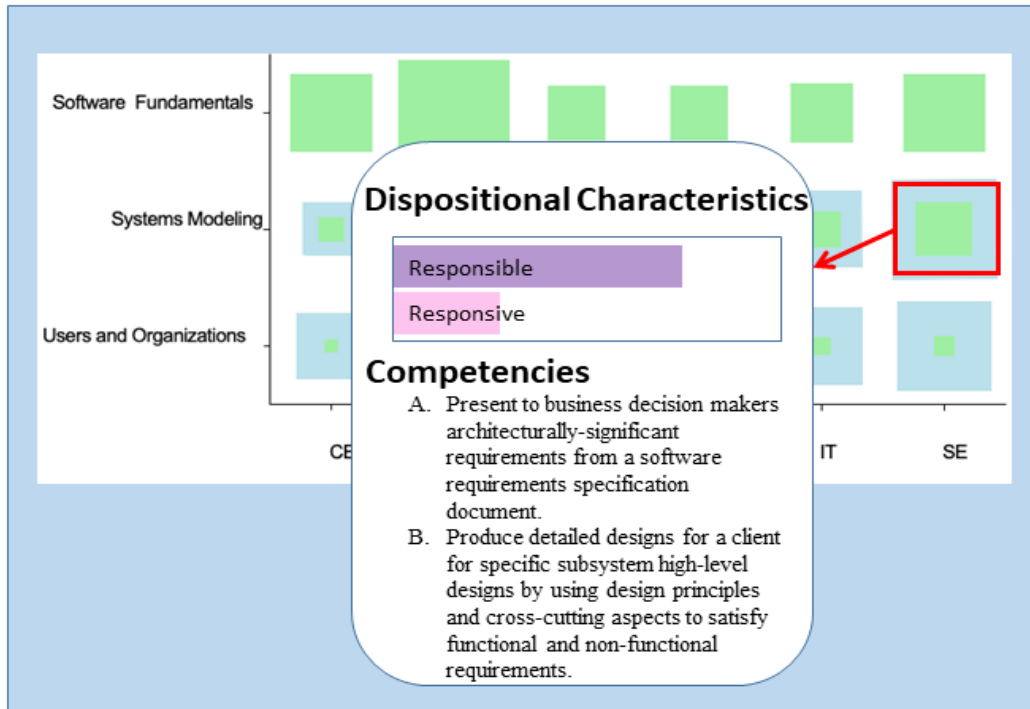 Software Fundamentals
Systems Modeling
Users and Organizations
Dispositional Characteristics
Responsible
Responsive
Competencies
A. Present to business decision makers
architecturally-significant
requirements from a software
requirements specification
document.
B. Produce detailed designs for a client
for specific subsystem high-level
designs by using design principles
and cross-cutting aspects to satisfy
functional and non-functional
requirements.
CE IT SE